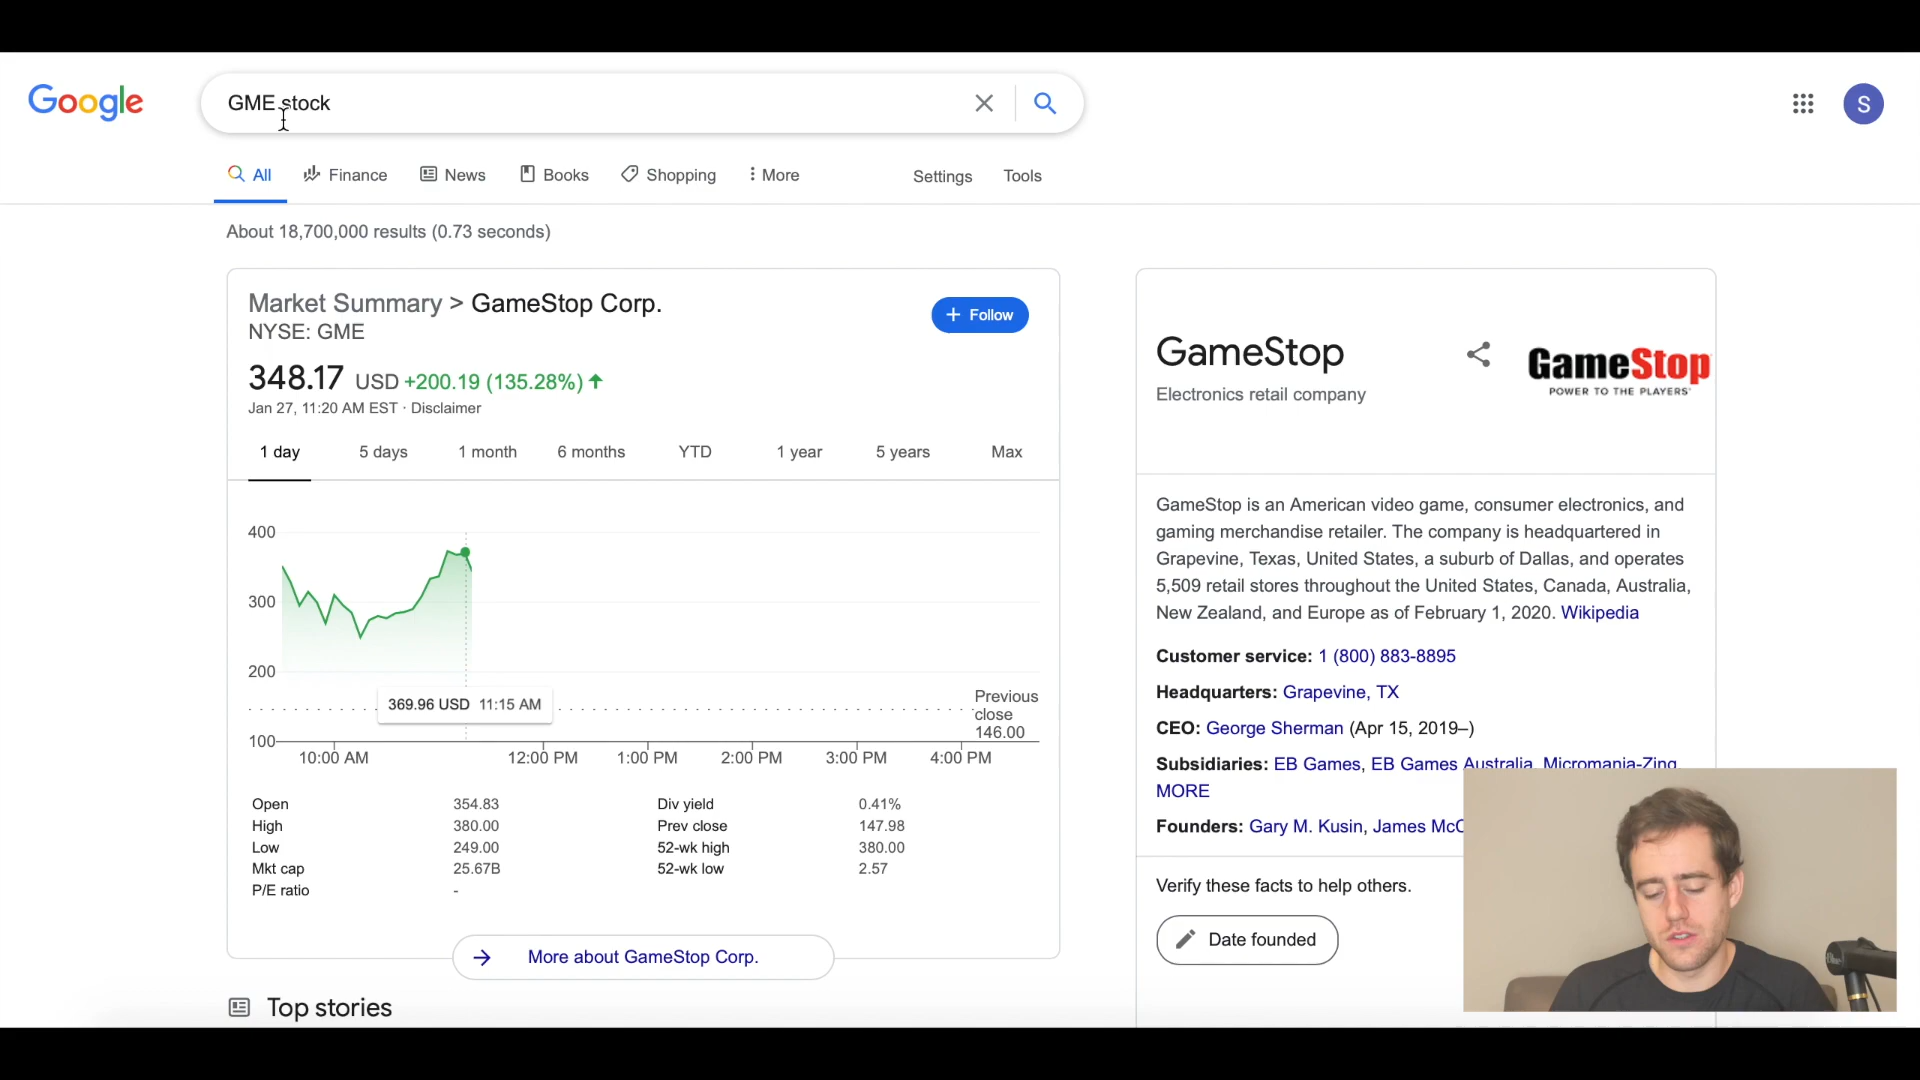 Google
GME stock
S
All
Finance
News
Books
Shopping
More
Settings
Tools
About 18,700,000 results (0.73 seconds)
Market Summary > GameStop Corp.
NYSE: GME
+ Follow
348.17 USD +200.19 (135.28%)
Jan 27, 11:20 AM EST · Disclaimer
1 day
5 days
1 month
6 months
YTD
1 year
5 years
Max
400
300
200
100
369.96 USD 11:15 AM
Previous
close
146.00
10:00 AM
12:00 PM
1:00 PM
2:00 PM
3:00 PM
4:00 PM
Open 354.83 Div yield 0.41%
High 380.00 Prev close 147.98
Low 249.00 52-wk high 380.00
Mkt cap 25.67B 52-wk low 2.57
P/E ratio -
More about GameStop Corp.
Top stories
GameStop
Electronics retail company
GameStop
POWER TO THE PLAYERS
GameStop is an American video game, consumer electronics, and
gaming merchandise retailer. The company is headquartered in
Grapevine, Texas, United States, a suburb of Dallas, and operates
5,509 retail stores throughout the United States, Canada, Australia,
New Zealand, and Europe as of February 1, 2020. Wikipedia
Customer service: 1 (800) 883-8895
Headquarters: Grapevine, TX
CEO: George Sherman (Apr 15, 2019–)
Subsidiaries: EB Games, EB Games Australia, Micromania-Zing
MORE
Founders: Gary M. Kusin, James
Verify these facts to help others.
Date founded